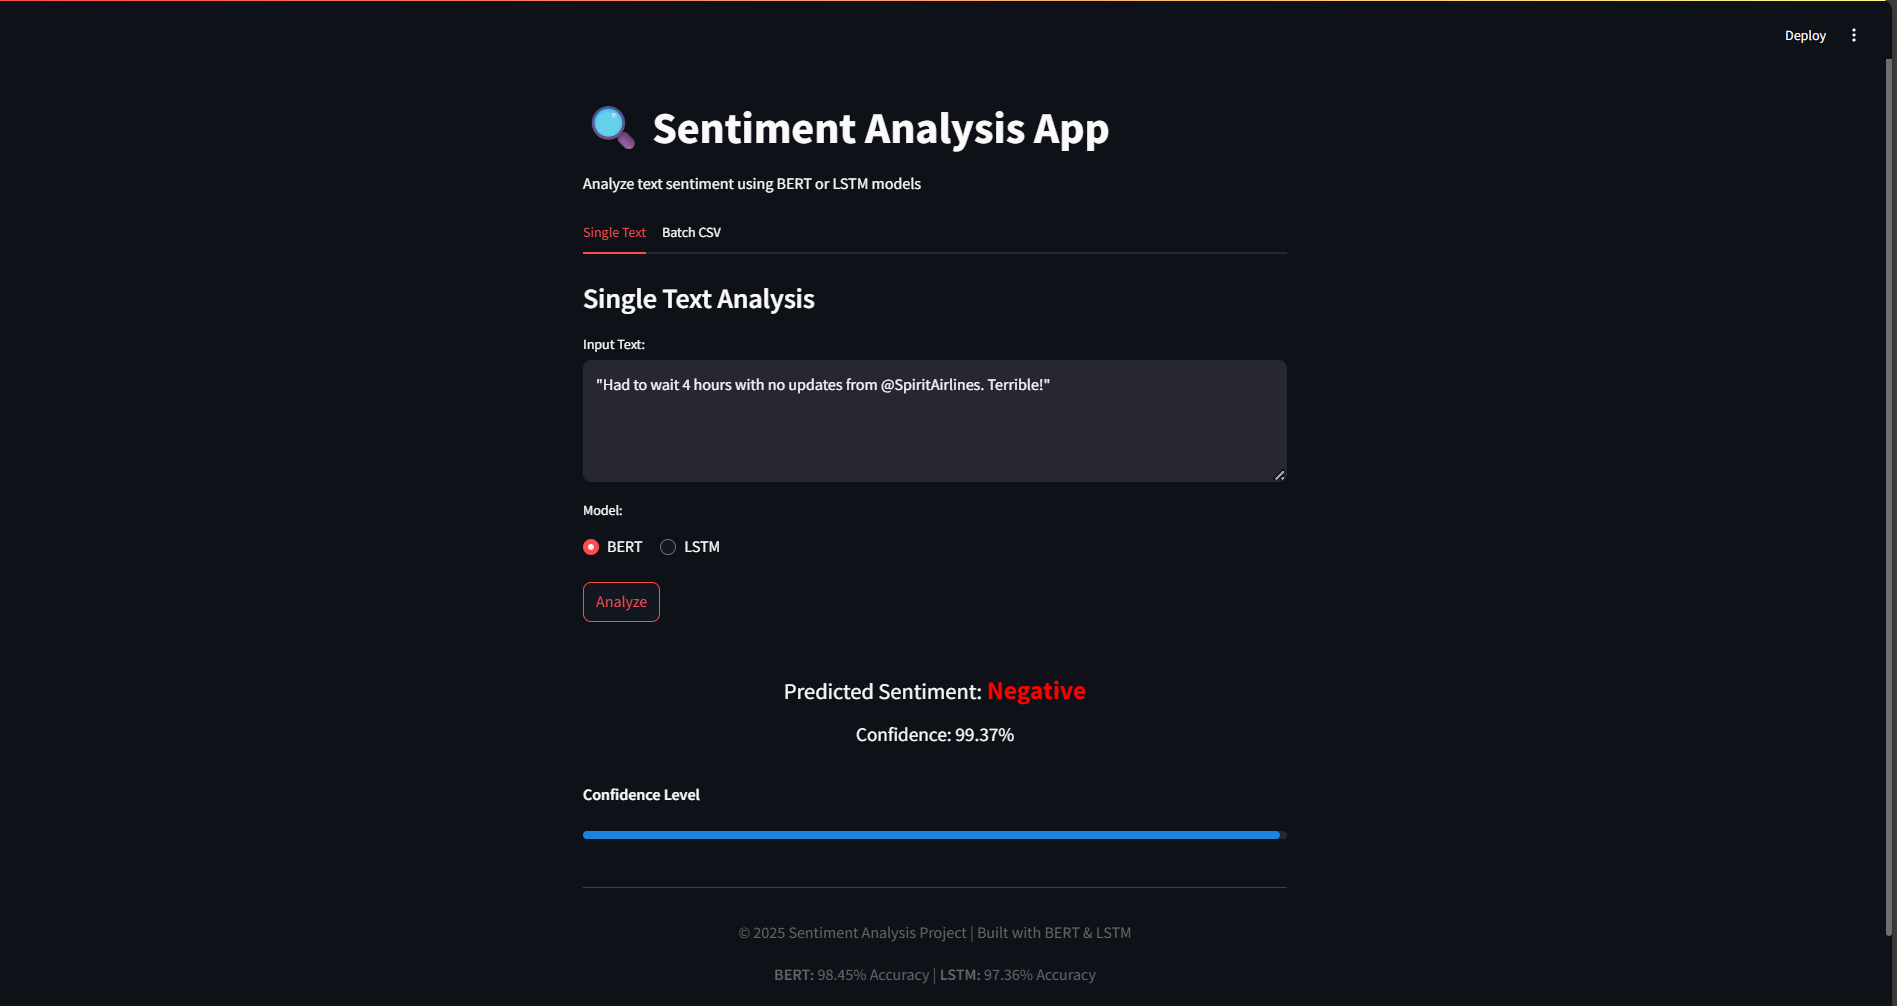 Deploy
Sentiment Analysis App
Analyze text sentiment using BERT or LSTM models
Single Text Batch CSV
Single Text Analysis
Input Text:
"Had to wait 4 hours with no updates from @SpiritAirlines. Terrible!"
Model:
BERT LSTM
Analyze
Predicted Sentiment: Negative
Confidence: 99.37%
Confidence Level
© 2025 Sentiment Analysis Project | Built with BERT & LSTM
BERT: 98.45% Accuracy | LSTM: 97.36% Accuracy